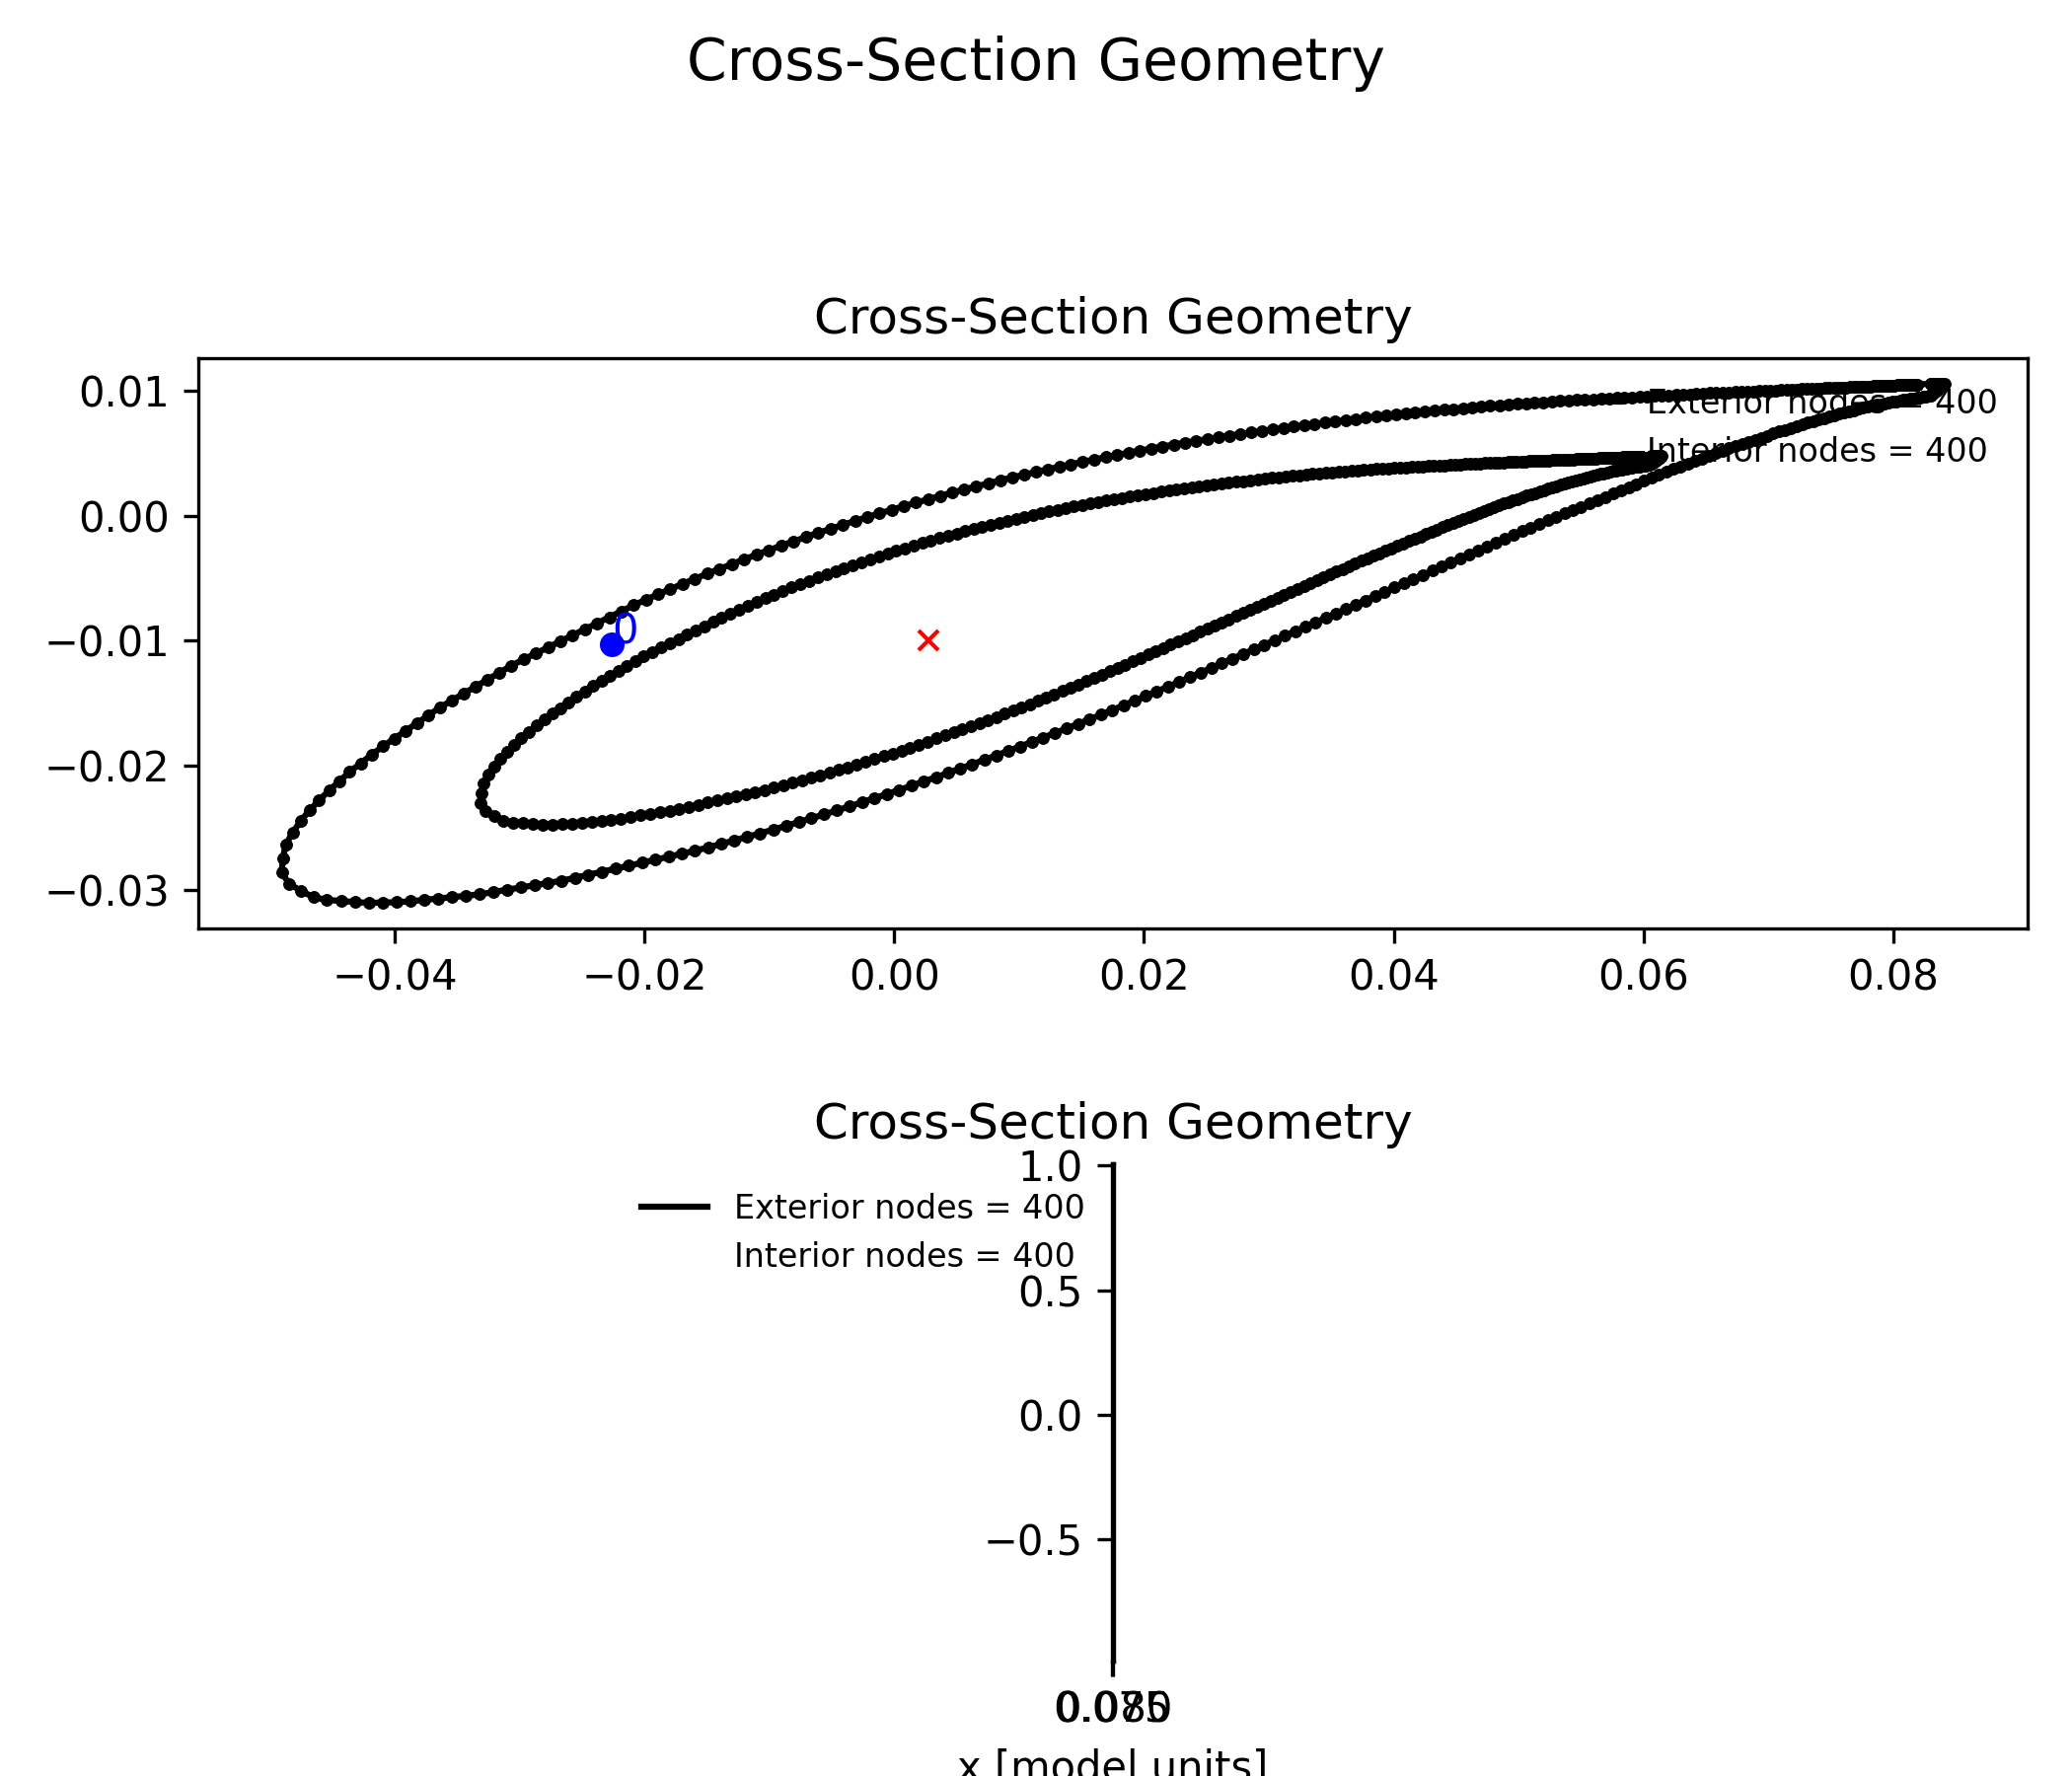 Cross-Section Geometry
Cross-Section Geometry
0.01
0.00
−0.01
−0.02
−0.03
Exterior nodes = 400
Interior nodes = 400
0
−0.04
−0.02
0.00
0.02
0.04
0.06
0.08
Cross-Section Geometry
1.0
0.5
0.0
−0.5
Exterior nodes = 400
Interior nodes = 400
x [model units]